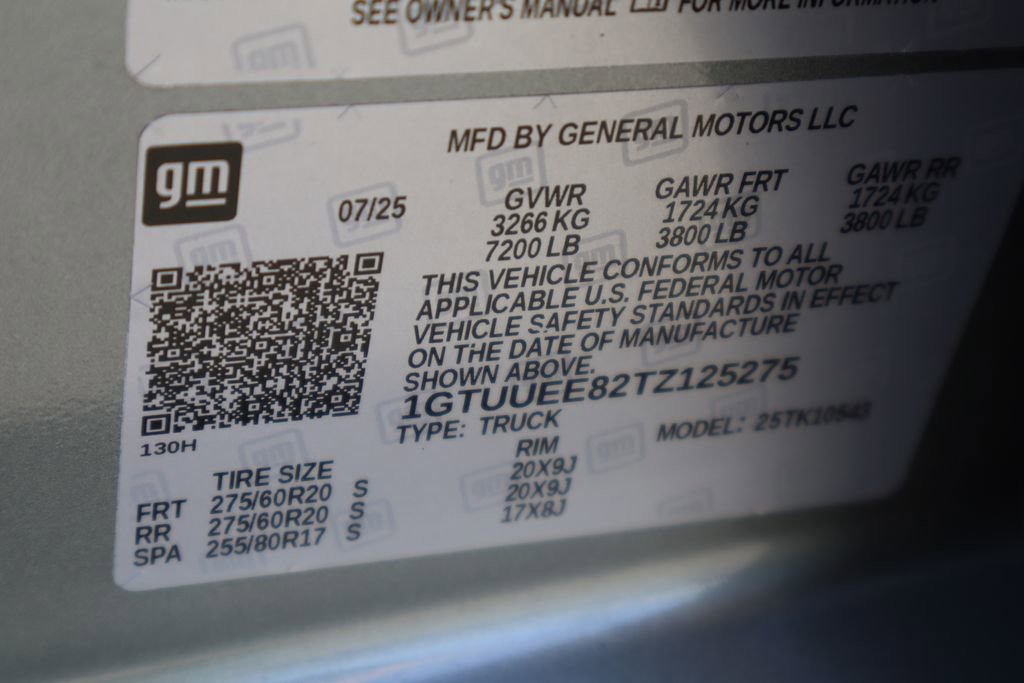 SEE OWNER'S MANUAL FOR MORE INFORMATION
gm
MFD BY GENERAL MOTORS LLC
07/25
GVWR GAWR FRT GAWR RR
3266 KG 1724 KG 1724 KG
7200 LB 3800 LB 3800 LB
THIS VEHICLE CONFORMS TO ALL
APPLICABLE U.S. FEDERAL MOTOR
VEHICLE SAFETY STANDARDS IN EFFECT
ON THE DATE OF MANUFACTURE
SHOWN ABOVE.
1GTUUEE82TZ125275
TYPE: TRUCK MODEL: 25TK10543
130H
TIRE SIZE RIM
FRT 275/60R20 S 20X9J
RR 275/60R20 S 20X9J
SPA 255/80R17 S 17X8J